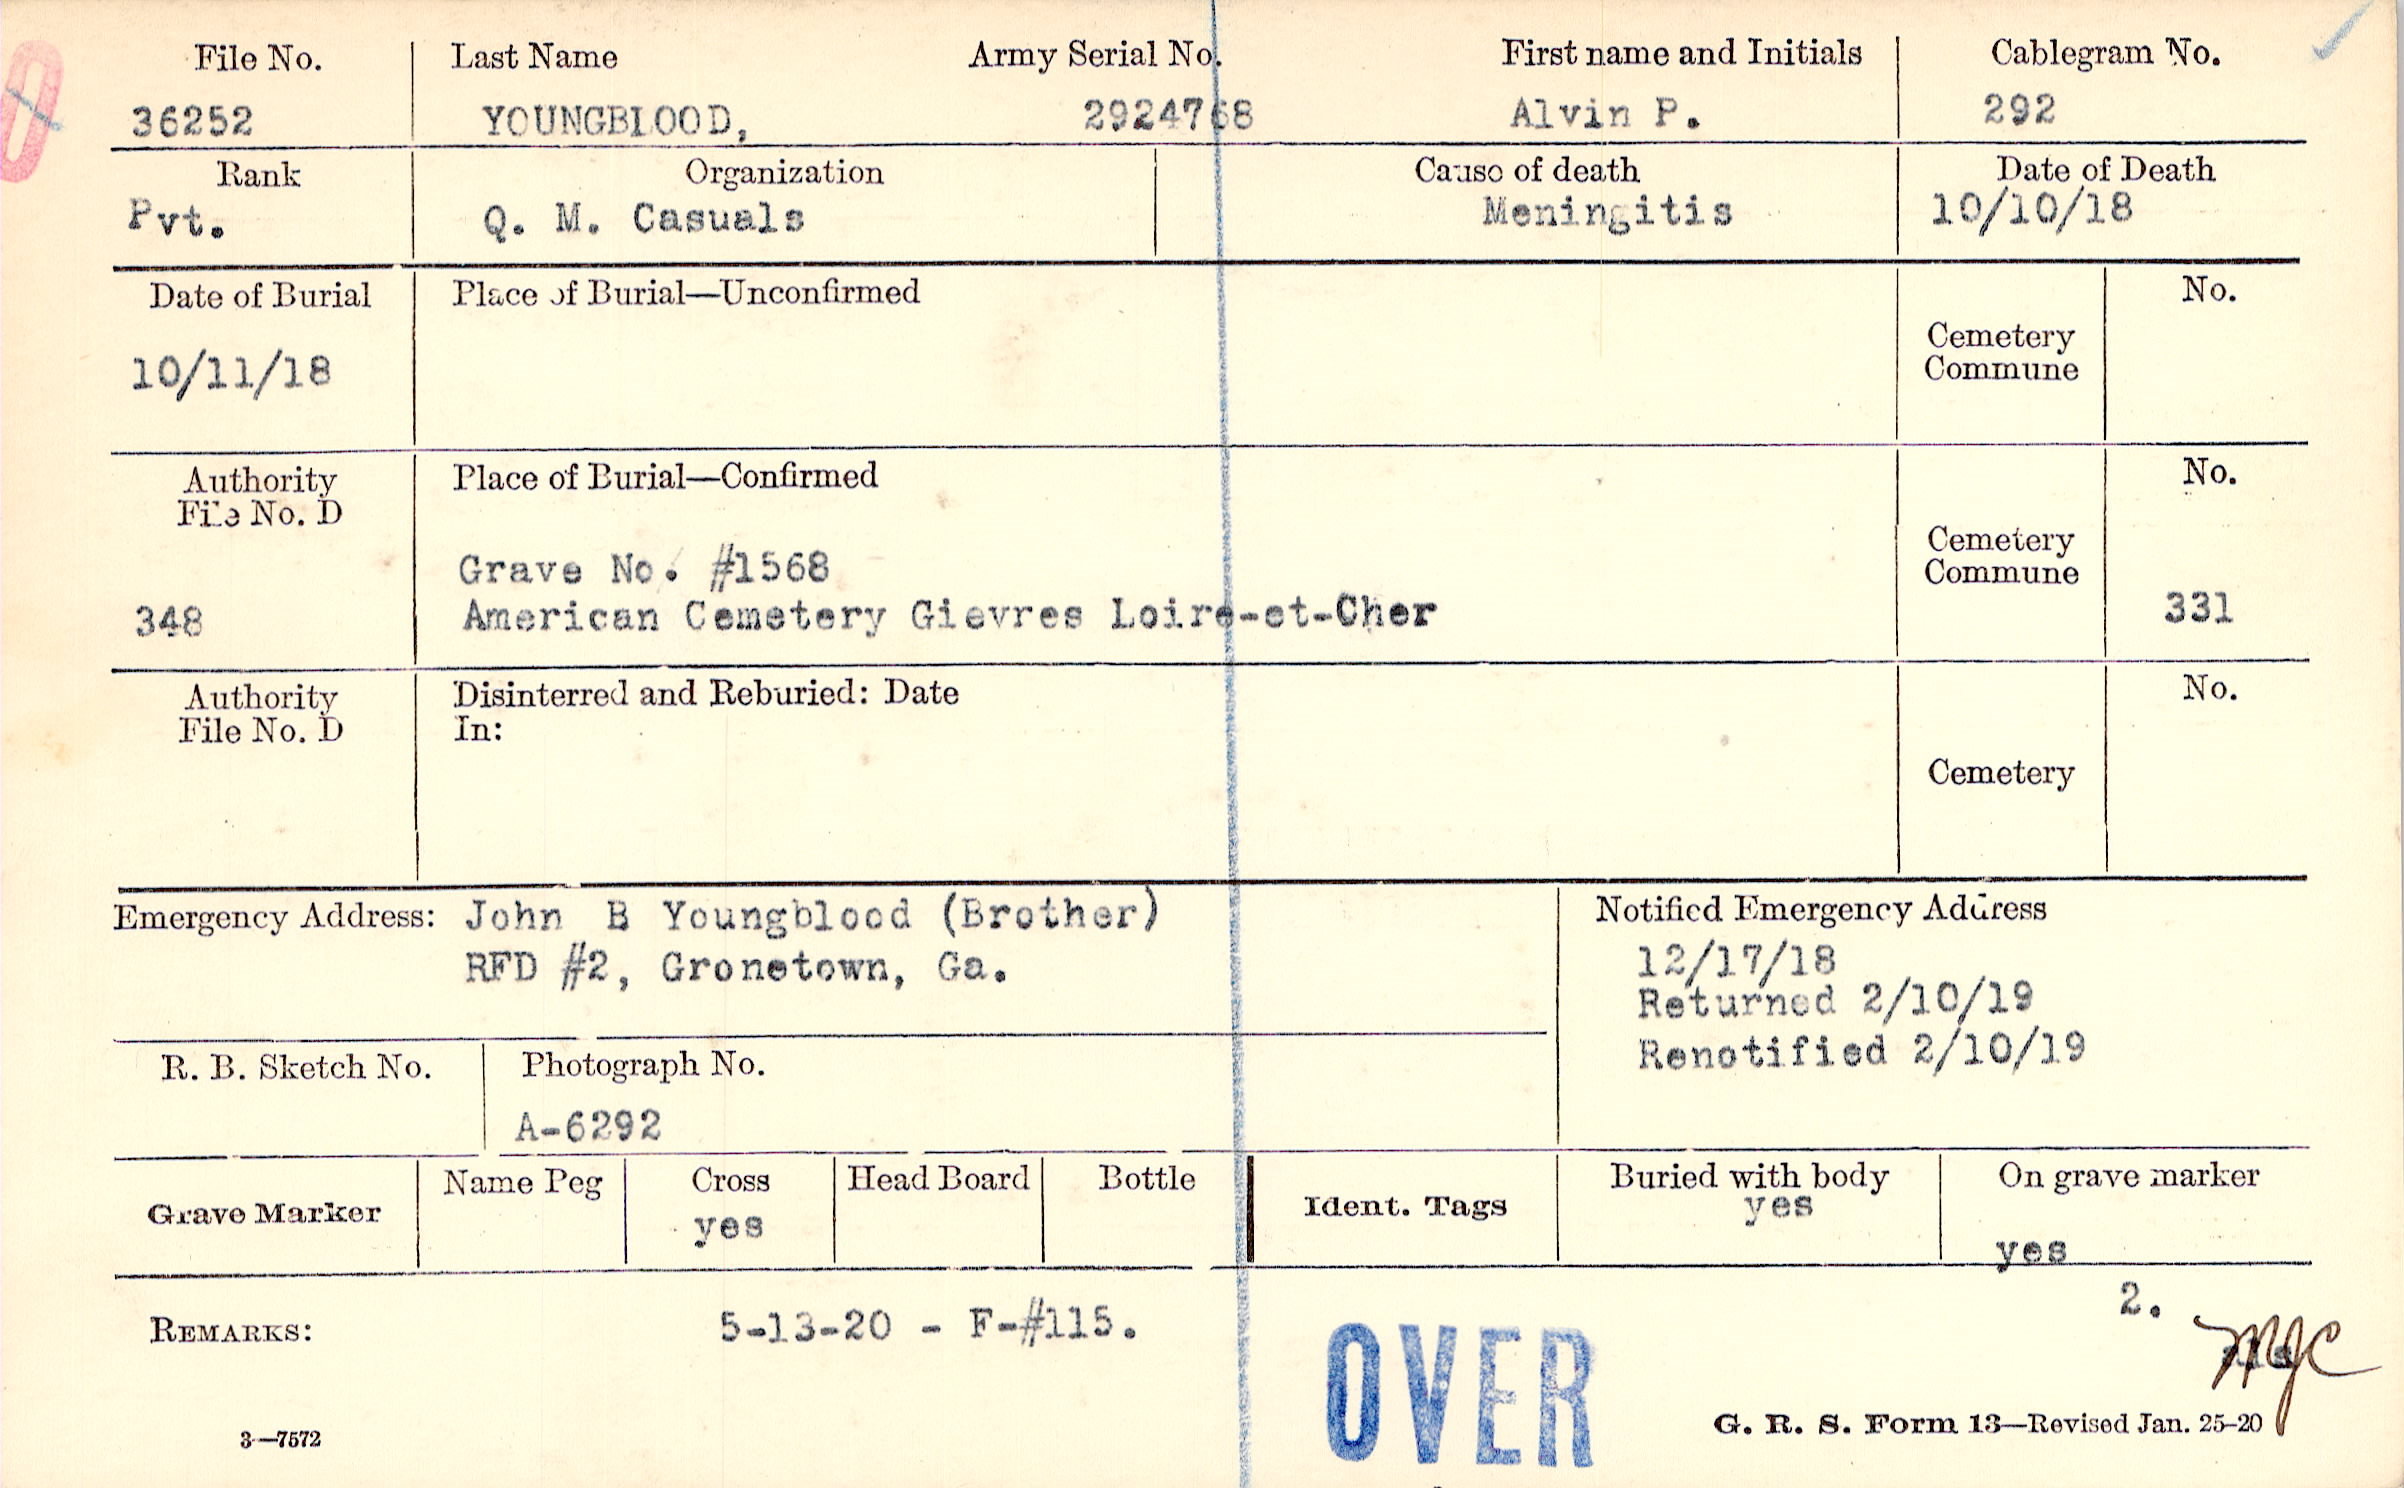 File No. Last Name Army Serial No. First name and Initials Cablegram No.
36252 YOUNGBLOOD, 2924768 Alvin P. 292
Rank Organization Cause of death Date of Death
Pvt. Q. M. Casuals Meningitis 10/10/18
Date of Burial Place of Burial—Unconfirmed No.
Cemetery
Commune
10/11/18
Authority Place of Burial—Confirmed No.
File No. D
Cemetery
Commune
Grave No. #1568
348 American Cemetery Gievres Loire-et-Cher 331
Authority Disinterred and Reburied: Date No.
File No. D In:
Cemetery
Emergency Address: John B Youngblood (Brother)
RFD #2, Gronetown, Ga.
Notified Emergency Address
12/17/18
Returned 2/10/19
Renotified 2/10/19
R. B. Sketch No. Photograph No.
A-6292
Grave Marker Name Peg Cross Head Board Bottle Ident. Tags Buried with body On grave marker
yes yes yes
2.
REMARKS: 5-13-20 - F-#115.
OVER
MJC
3—7572 G. R. S. Form 13—Revised Jan. 25-20